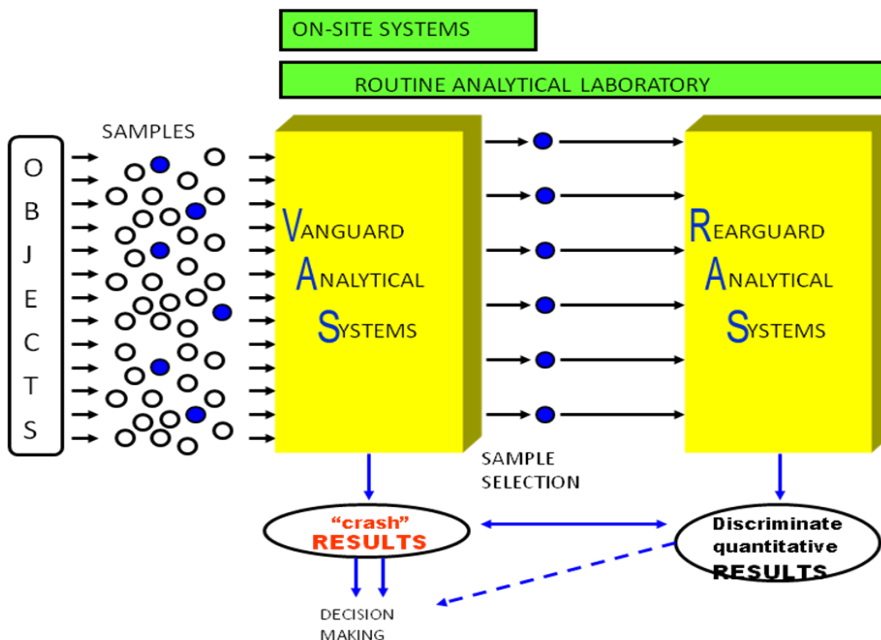 ON-SITE SYSTEMS
ROUTINE ANALYTICAL LABORATORY
SAMPLES
O
B
J
E
C
T
S
VANGUARD
ANALYTICAL
SYSTEMS
REARGUARD
ANALYTICAL
SYSTEMS
SAMPLE
SELECTION
“crash”
RESULTS
Discriminate
quantitative
RESULTS
DECISION
MAKING